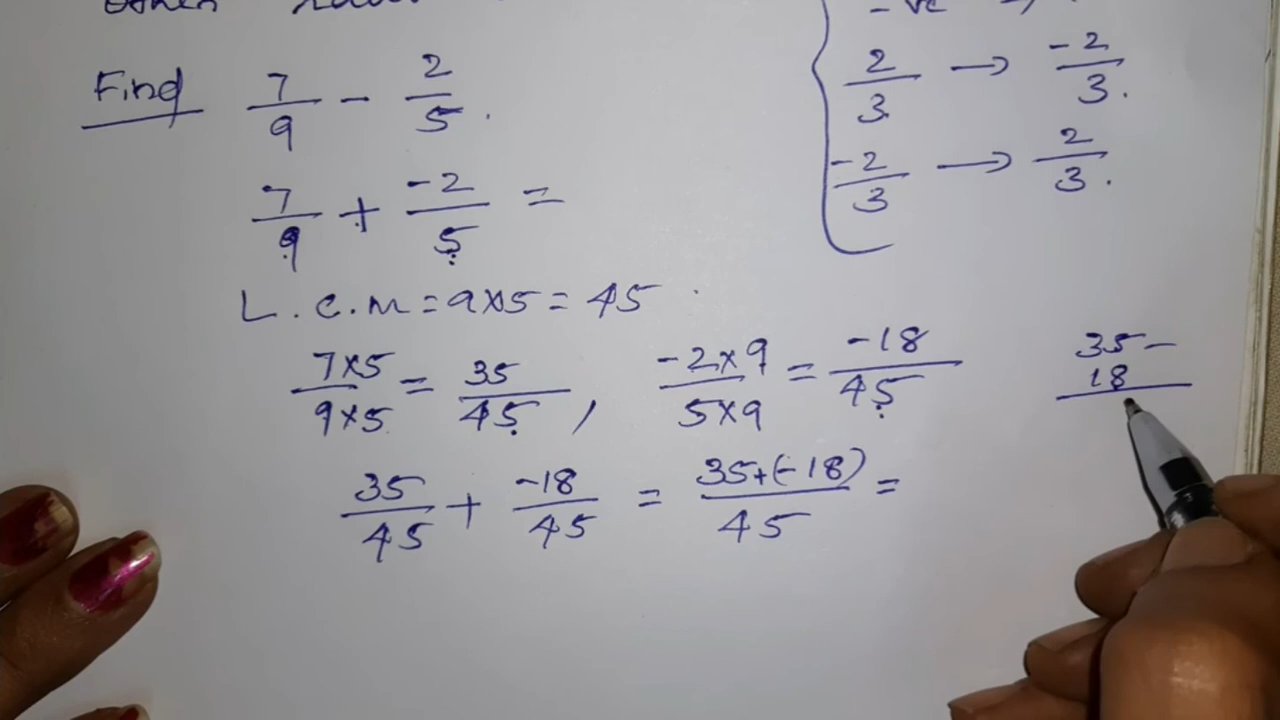 Find 7/9 - 2/5.
7/9 + -2/5 =
L.C.M = 9×5 = 45
7×5/9×5 = 35/45, -2×9/5×9 = -18/45
35/45 + -18/45 = 35+(-18)/45 =
-ve →
2/3 → -2/3.
-2/3 → 2/3.
35-
18